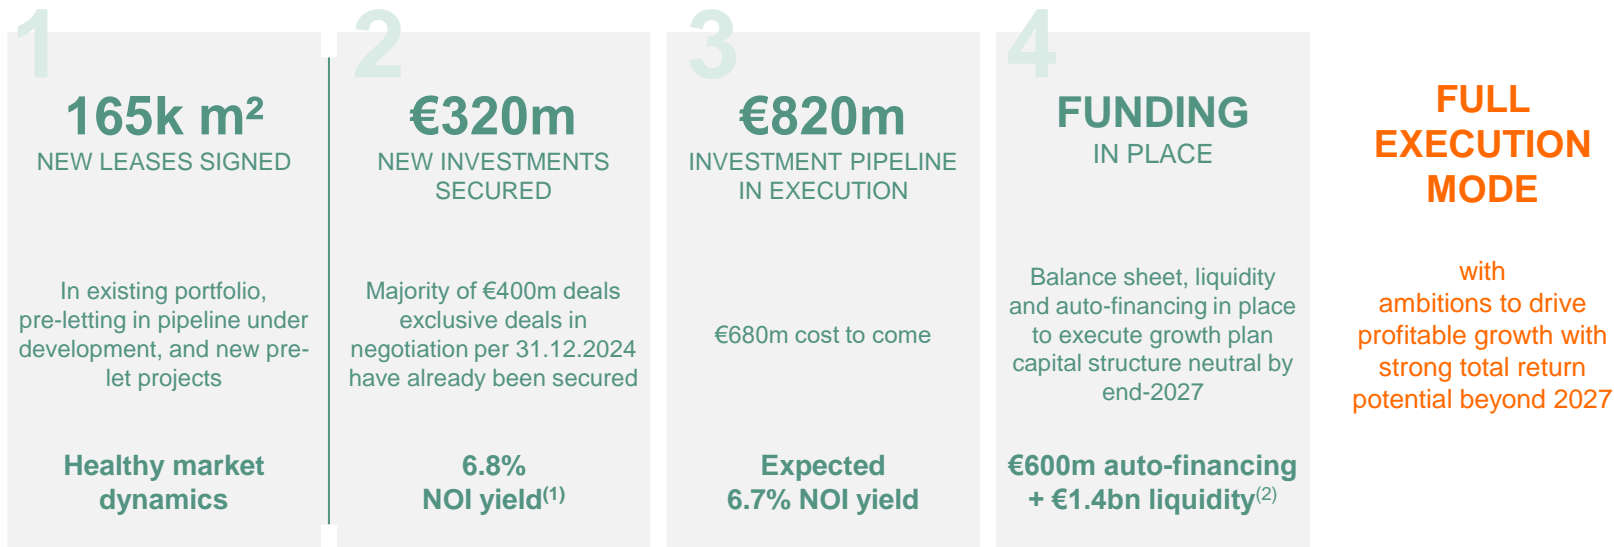 1
165k m²
NEW LEASES SIGNED
In existing portfolio,
pre-letting in pipeline under
development, and new pre-
let projects
Healthy market
dynamics
2
€320m
NEW INVESTMENTS
SECURED
Majority of €400m deals
exclusive deals in
negotiation per 31.12.2024
have already been secured
6.8%
NOI yield(1)
3
€820m
INVESTMENT PIPELINE
IN EXECUTION
€680m cost to come
Expected
6.7% NOI yield
4
FUNDING
IN PLACE
Balance sheet, liquidity
and auto-financing in place
to execute growth plan
capital structure neutral by
end-2027
€600m auto-financing
+ €1.4bn liquidity(2)
FULL
EXECUTION
MODE
with
ambitions to drive
profitable growth with
strong total return
potential beyond 2027